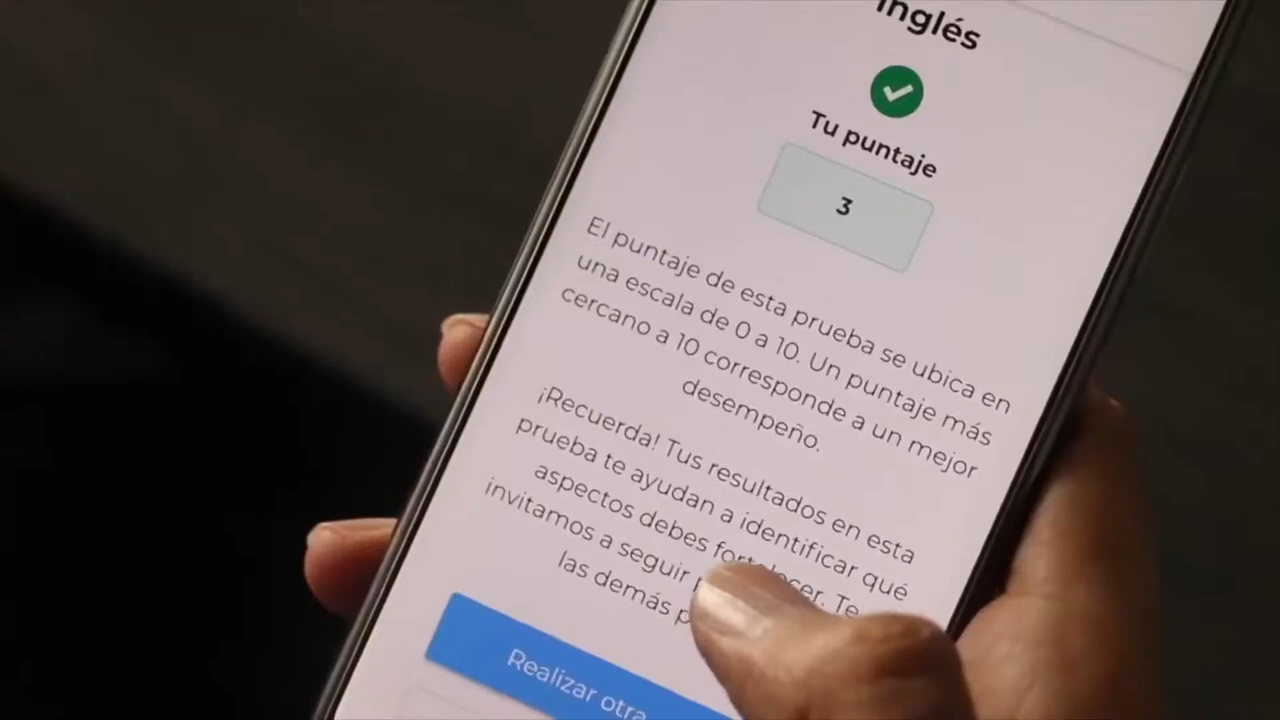 Inglés
Tu puntaje
3
El puntaje de esta prueba se ubica en
una escala de 0 a 10. Un puntaje más
cercano a 10 corresponde a un mejor
desempeño.
¡Recuerda! Tus resultados en esta
prueba te ayudan a identificar qué
aspectos debes fortalecer. Te
invitamos a seguir
las demás
Realizar otra